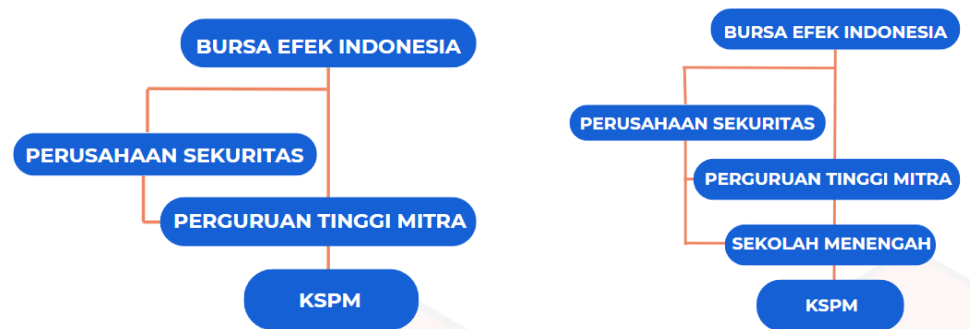 BURSA EFEK INDONESIA
PERUSAHAAN SEKURITAS
PERGURUAN TINGGI MITRA
KSPM
BURSA EFEK INDONESIA
PERUSAHAAN SEKURITAS
PERGURUAN TINGGI MITRA
SEKOLAH MENENGAH
KSPM